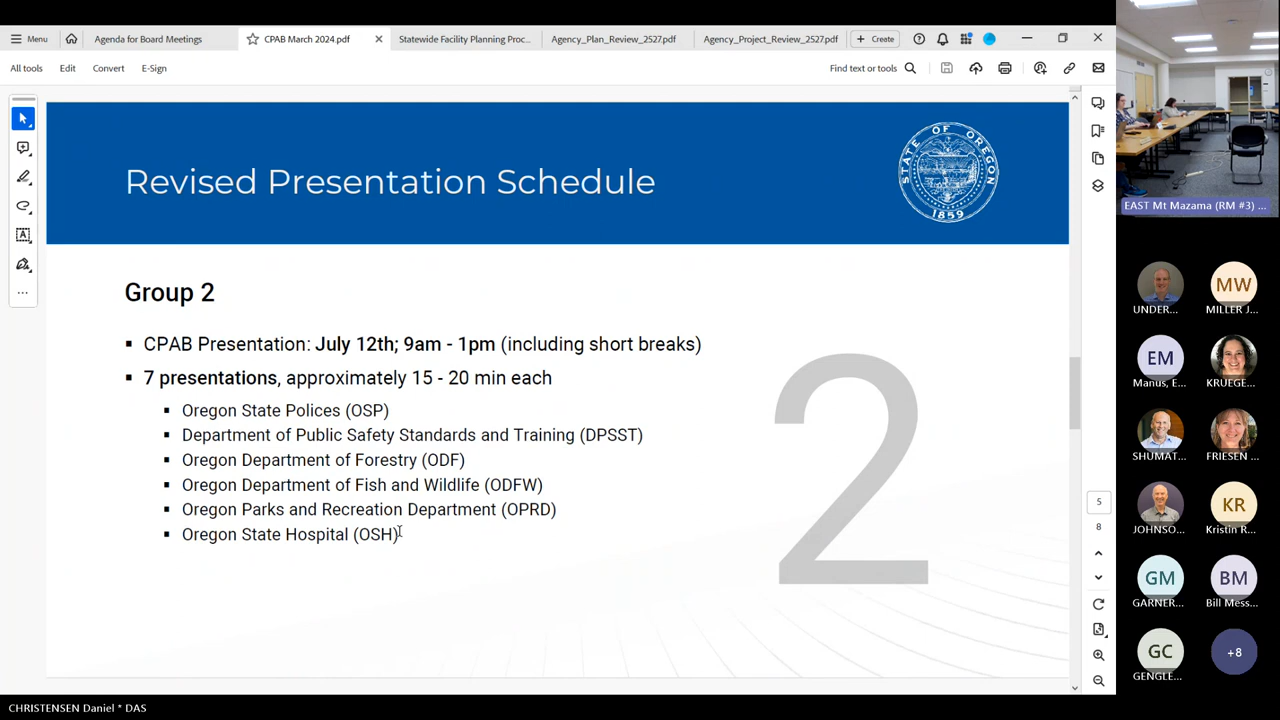 Menu
Agenda for Board Meetings
CPAB March 2024.pdf
Statewide Facility Planning Proc...
Agency_Plan_Review_2527.pdf
Agency_Project_Review_2527.pdf
Create
All tools
Edit
Convert
E-Sign
Find text or tools
Revised Presentation Schedule
STATE OF OREGON
1859
Group 2
▪ CPAB Presentation: July 12th; 9am - 1pm (including short breaks)
▪ 7 presentations, approximately 15 - 20 min each
▪ Oregon State Polices (OSP)
▪ Department of Public Safety Standards and Training (DPSST)
▪ Oregon Department of Forestry (ODF)
▪ Oregon Department of Fish and Wildlife (ODFW)
▪ Oregon Parks and Recreation Department (OPRD)
▪ Oregon State Hospital (OSH)
2
5
8
EAST Mt Mazama (RM #3) ...
UNDER...
MW
MILLER J...
EM
Manus, E...
KRUEGE...
SHUMAT...
FRIESEN ...
JOHNSO...
KR
Kristin R...
GM
GARNER...
BM
Bill Mess...
GC
GENGLE...
+8
CHRISTENSEN Daniel * DAS